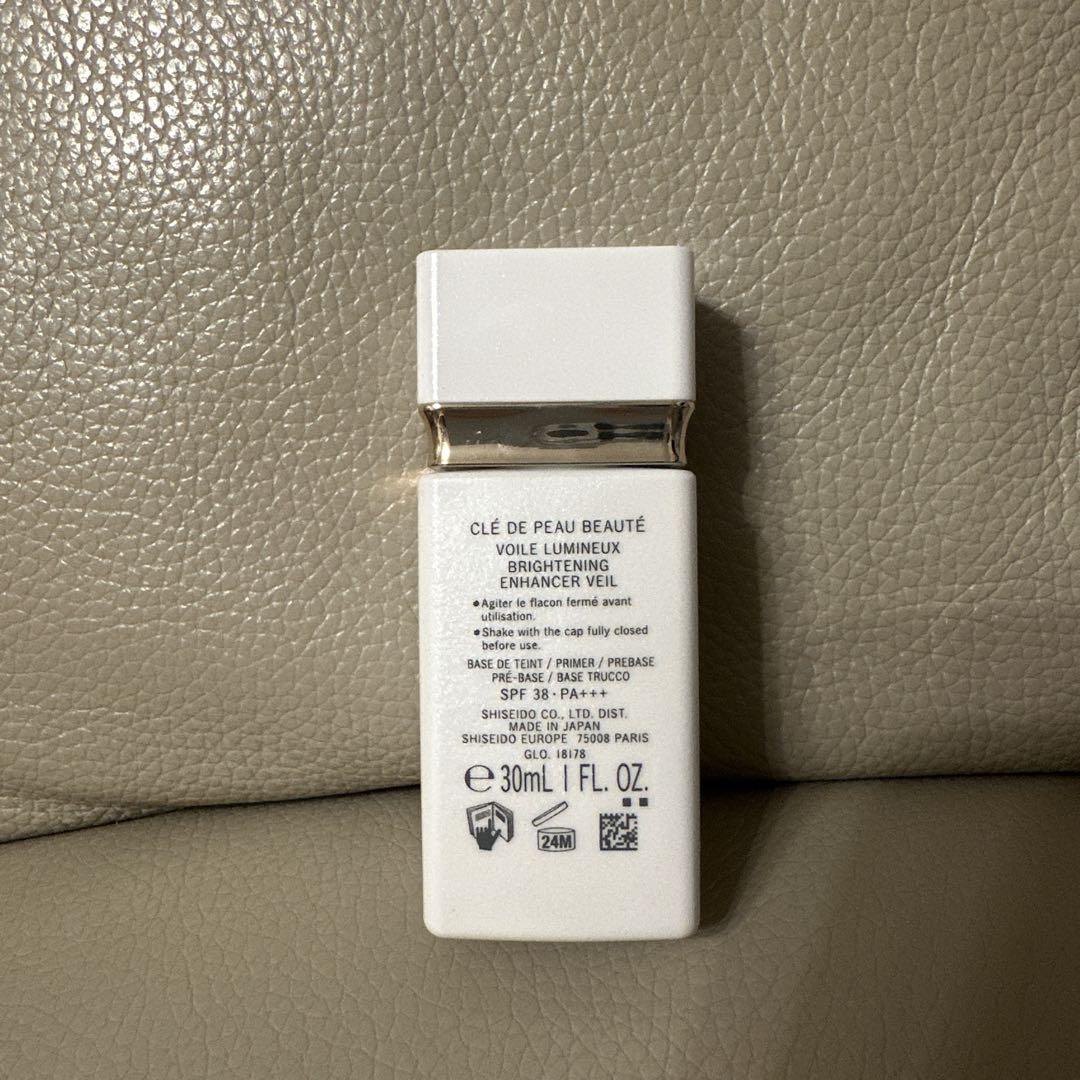 CLÉ DE PEAU BEAUTÉ
VOILE LUMINEUX
BRIGHTENING
ENHANCER VEIL
•Agiter le flacon fermé avant
utilisation.
•Shake with the cap fully closed
before use.
BASE DE TEINT / PRIMER / PREBASE
PRÉ-BASE / BASE TRUCCO
SPF 38・PA+++
SHISEIDO CO., LTD. DIST.
MADE IN JAPAN
SHISEIDO EUROPE 75008 PARIS
GLO. 18178
℮ 30mL 1 FL. OZ.
24M